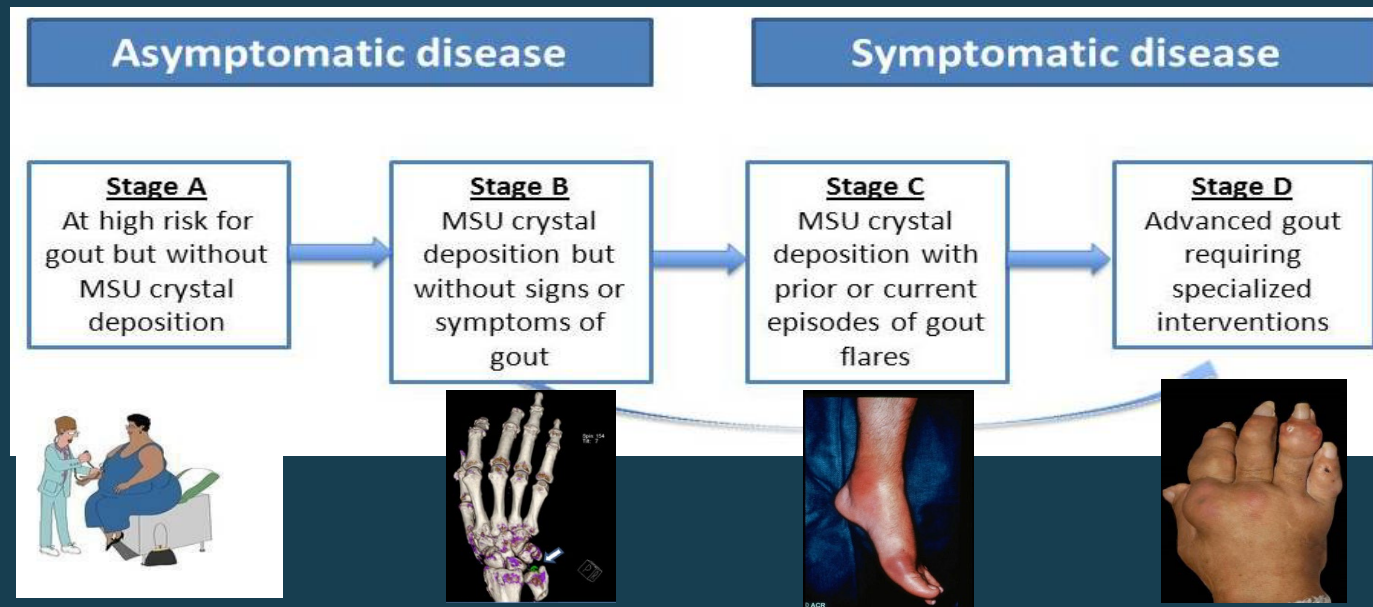 Asymptomatic disease
Symptomatic disease
Stage A
At high risk for
gout but without
MSU crystal
deposition
Stage B
MSU crystal
deposition but
without signs or
symptoms of
gout
Stage C
MSU crystal
deposition with
prior or current
episodes of gout
flares
Stage D
Advanced gout
requiring
specialized
interventions
ACR